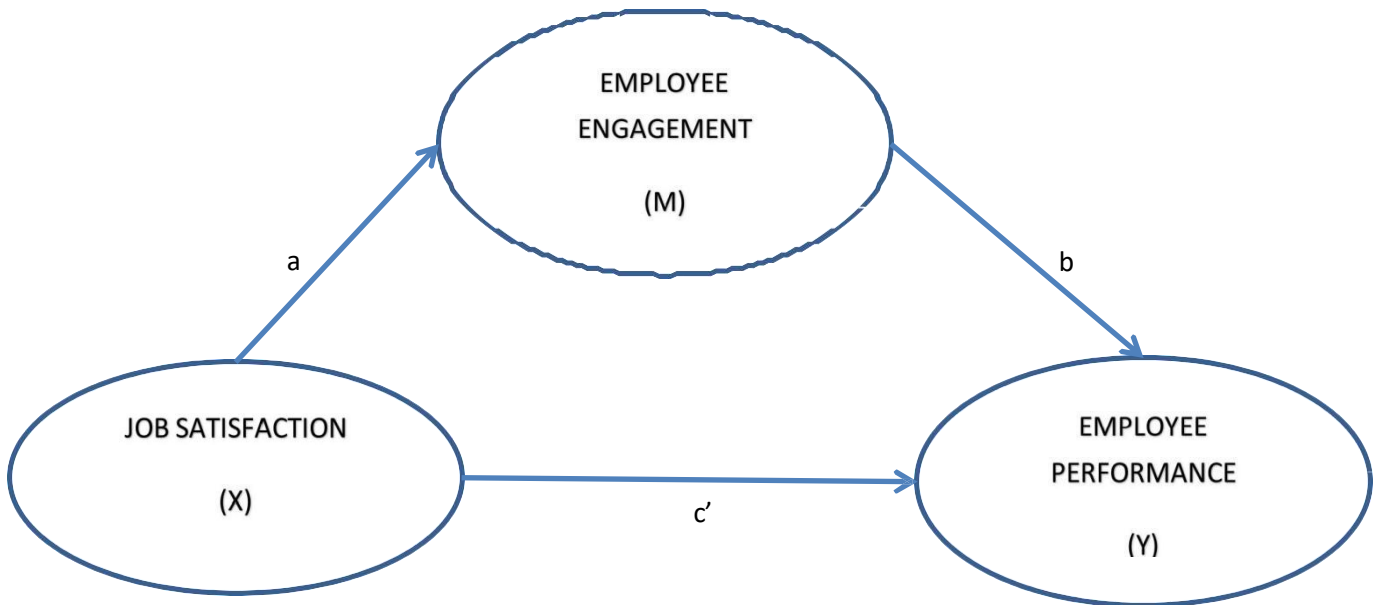 EMPLOYEE
ENGAGEMENT
(M)
a
b
JOB SATISFACTION
(X)
c’
EMPLOYEE
PERFORMANCE
(Y)